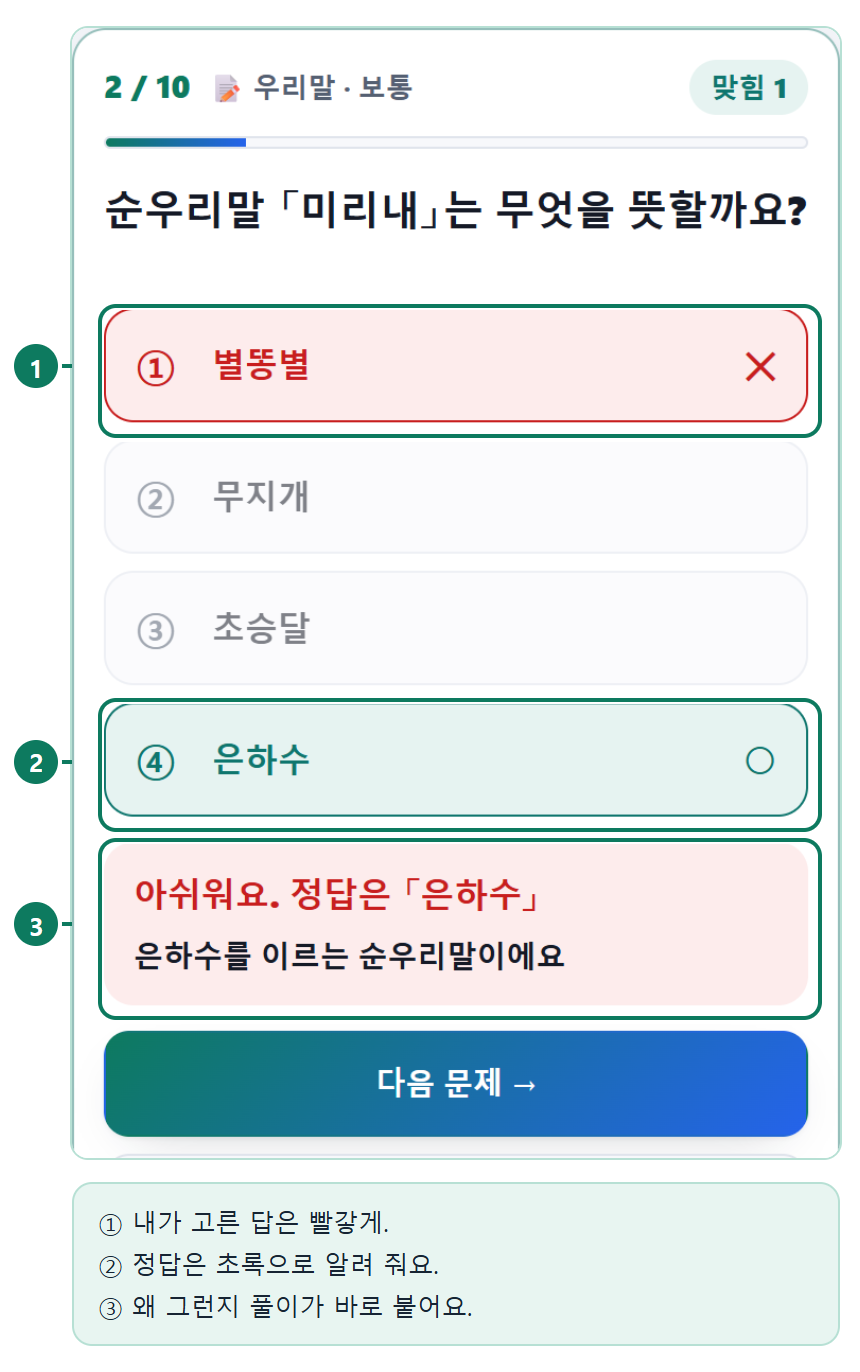 2 / 10 📝 우리말 · 보통 맞힘 1
순우리말 「미리내」는 무엇을 뜻할까요?
1 ① 별똥별 ✕
② 무지개
③ 초승달
2 ④ 은하수 ○
아쉬워요. 정답은 「은하수」
3
은하수를 이르는 순우리말이에요
다음 문제 →
① 내가 고른 답은 빨갛게.
② 정답은 초록으로 알려 줘요.
③ 왜 그런지 풀이가 바로 붙어요.